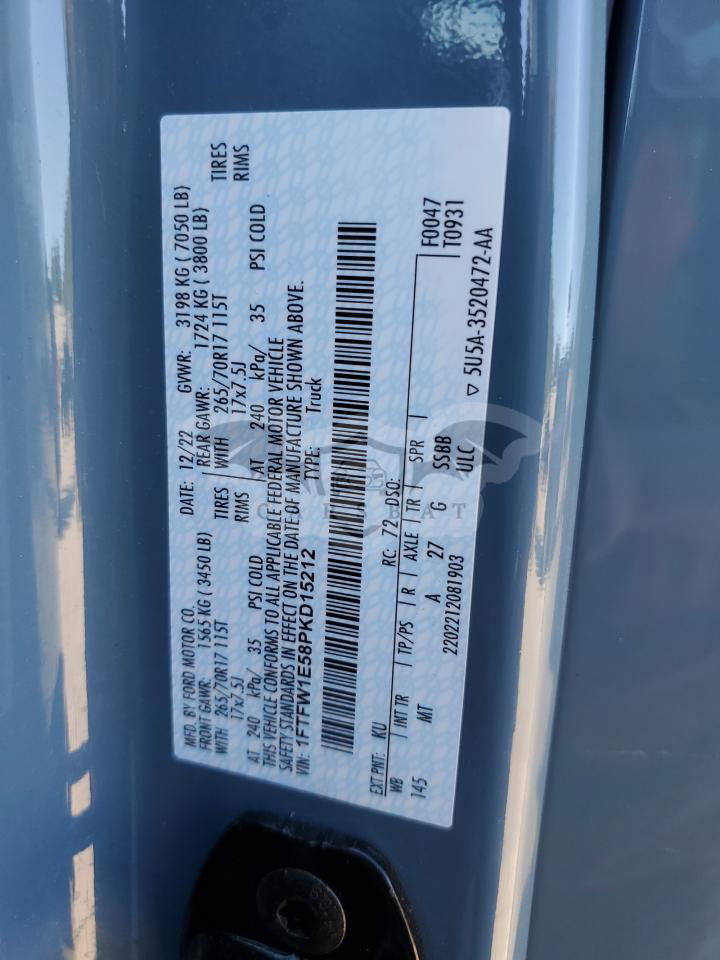 MFD. BY FORD MOTOR CO. DATE: 12/22 GVWR: 3198 KG ( 7050 LB)
FRONT GAWR: 1565 KG ( 3450 LB) REAR GAWR: 1724 KG ( 3800 LB)
WITH 265/70R17 115T TIRES WITH 265/70R17 115T TIRES
17x7.5J RIMS 17x7.5J RIMS
AT 240 kPa/ 35 PSI COLD AT 240 kPa/ 35 PSI COLD
THIS VEHICLE CONFORMS TO ALL APPLICABLE FEDERAL MOTOR VEHICLE
SAFETY STANDARDS IN EFFECT ON THE DATE OF MANUFACTURE SHOWN ABOVE.
VIN: 1FTFW1E58PKD15212 TYPE: Truck
EXT PNT: KU RC: 72 DSO: F0047
WB INT TR TP/PS R AXLE TR SPR T0931
145 MT A 27 G SSBB
ULC
2202212081903 ▽ 5U5A-3520472-AA
CARSBAT